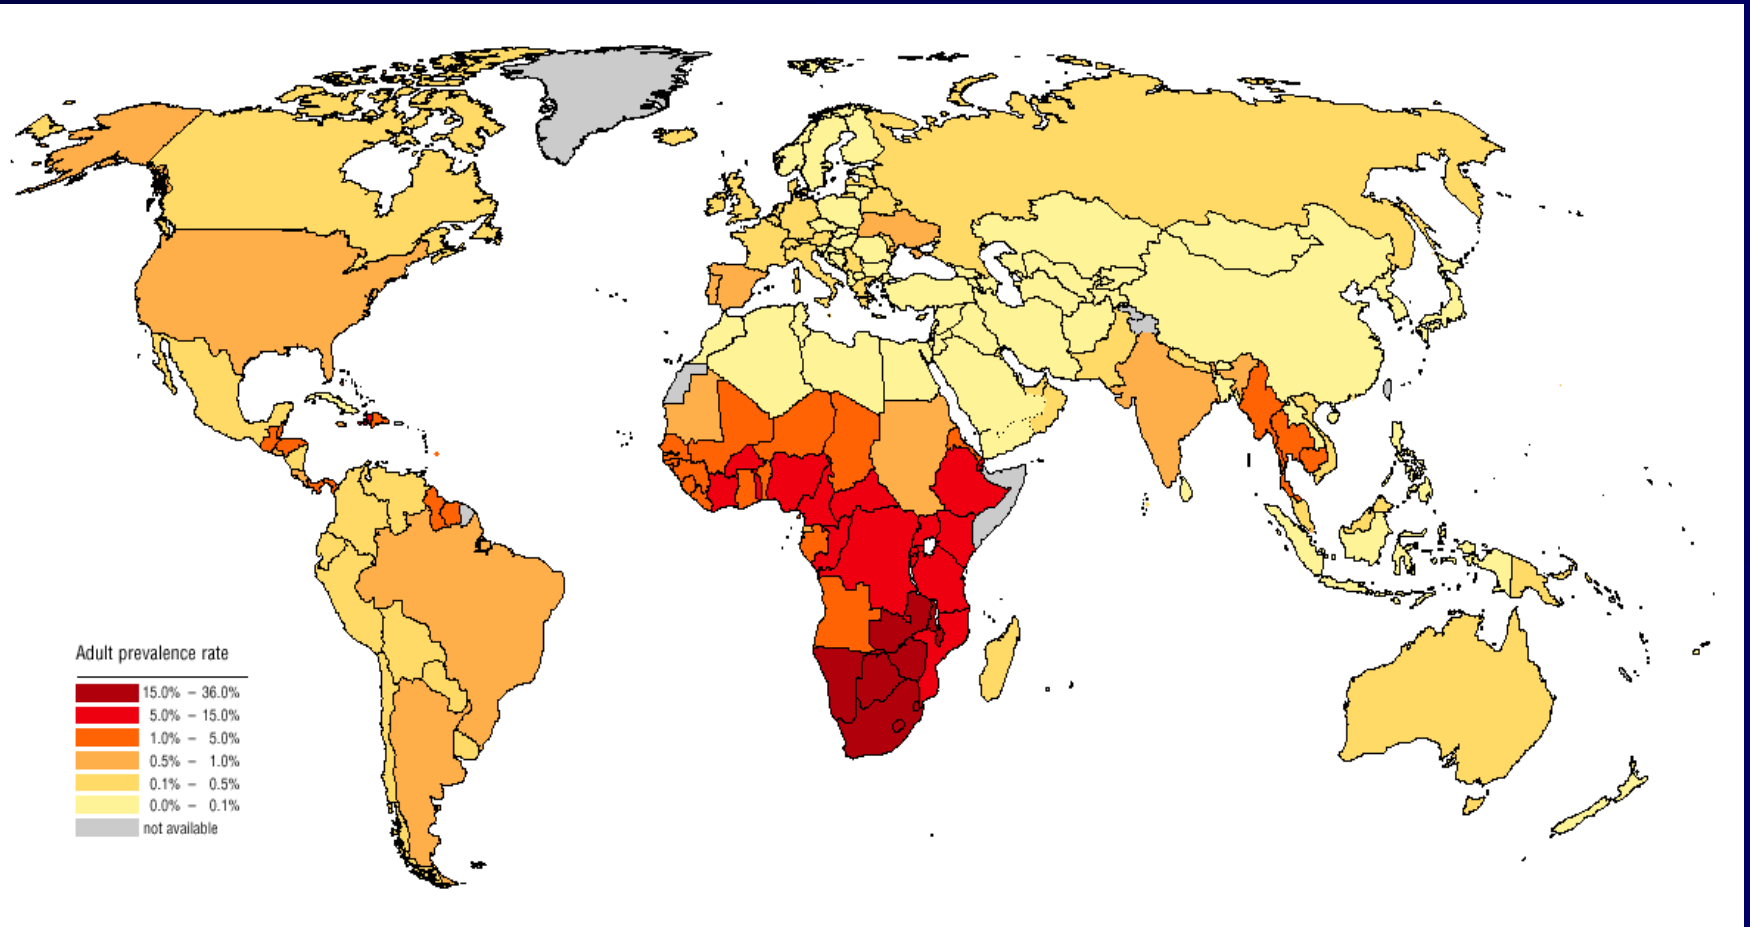 Adult prevalence rate
15.0% – 36.0%
5.0% – 15.0%
1.0% – 5.0%
0.5% – 1.0%
0.1% – 0.5%
0.0% – 0.1%
not available